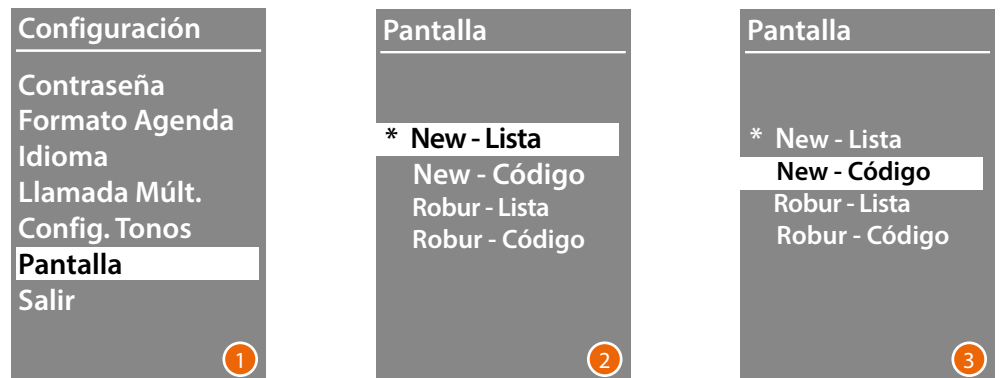 Configuración
Contraseña
Formato Agenda
Idioma
Llamada Múlt.
Config. Tonos
Pantalla
Salir
1
Pantalla
* New - Lista
New - Código
Robur - Lista
Robur - Código
2
Pantalla
* New - Lista
New - Código
Robur - Lista
Robur - Código
3